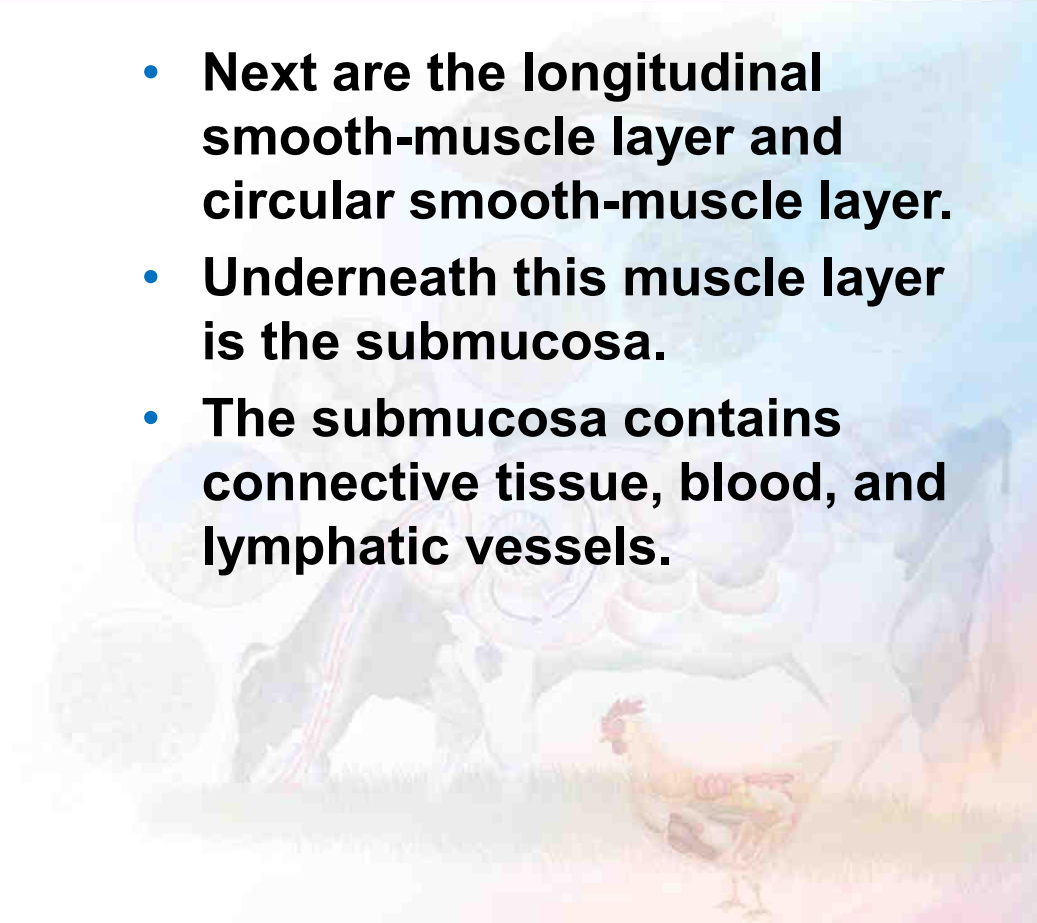 • Next are the longitudinal
smooth-muscle layer and
circular smooth-muscle layer.
• Underneath this muscle layer
is the submucosa.
• The submucosa contains
connective tissue, blood, and
lymphatic vessels.